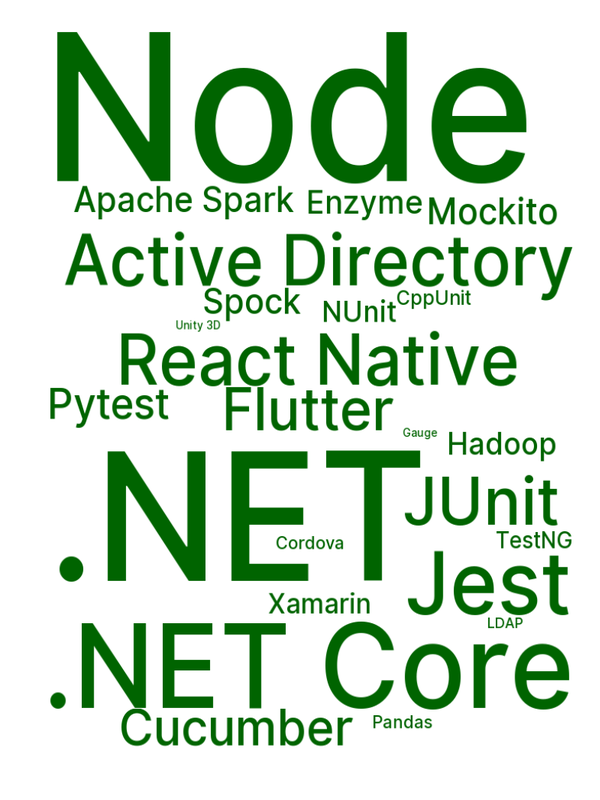 Node
Apache Spark
Enzyme
Mockito
Active Directory
Spock
NUnit
CppUnit
Unity 3D
React Native
Pytest
Flutter
Gauge
Hadoop
.NET
JUnit
Cordova
TestNG
Jest
Xamarin
LDAP
.NET Core
Cucumber
Pandas